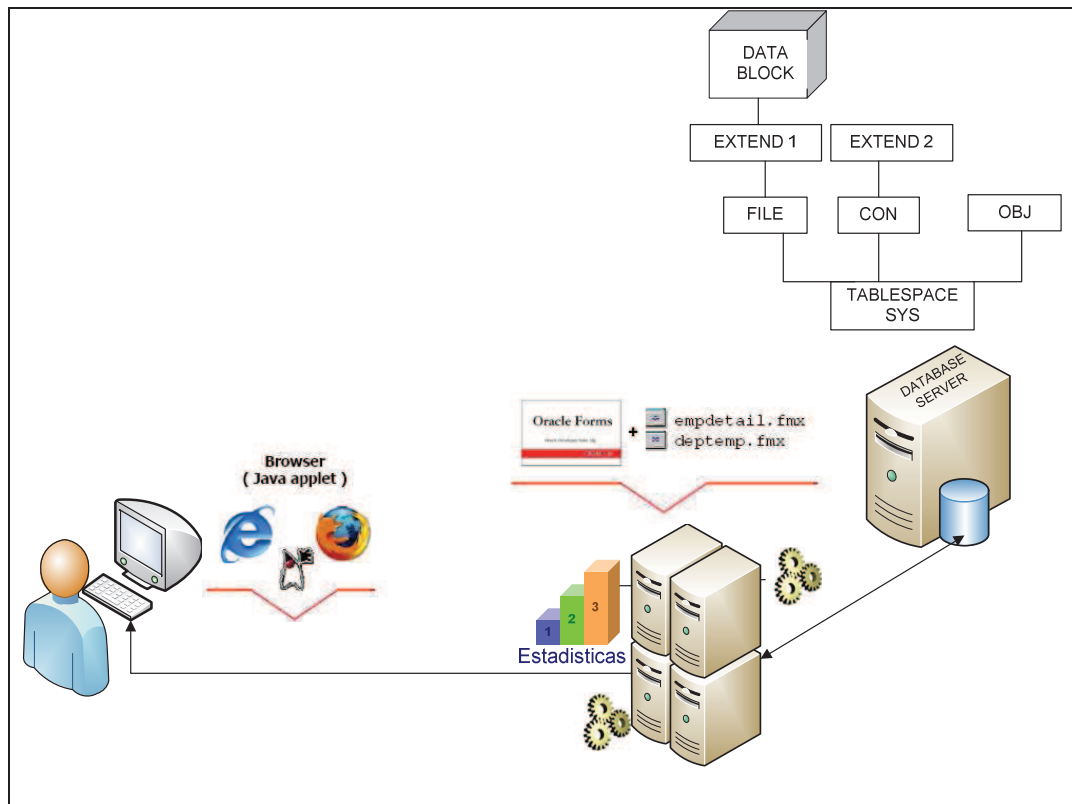 DATA
BLOCK
EXTEND 1
EXTEND 2
FILE
CON
OBJ
TABLESPACE
SYS
DATABASE
SERVER
Oracle Forms
+
empdetail.fmx
deptemp.fmx
Browser
( Java applet )
1
2
3
Estadisticas